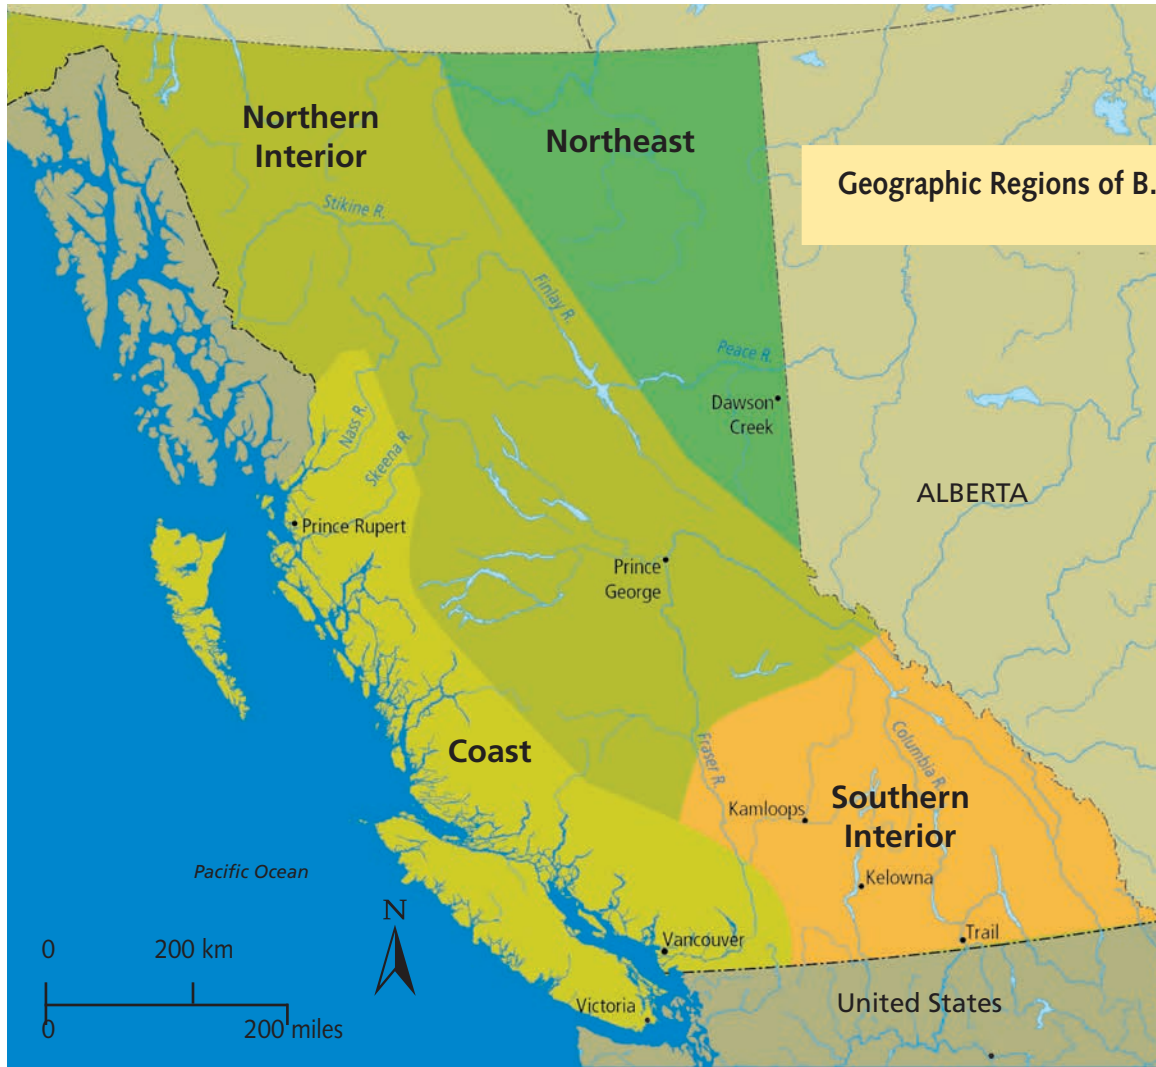 Northern
Interior
Northeast
Geographic Regions of B.
Stikine R.
Finlay R.
Peace R.
Dawson
Creek
Nass R.
Skeena R.
ALBERTA
Prince Rupert
Prince
George
Coast
Fraser R.
Columbia R.
Southern
Interior
Kamloops
Pacific Ocean
Kelowna
N
0 200 km
Vancouver
Trail
Victoria
United States
0 200 miles